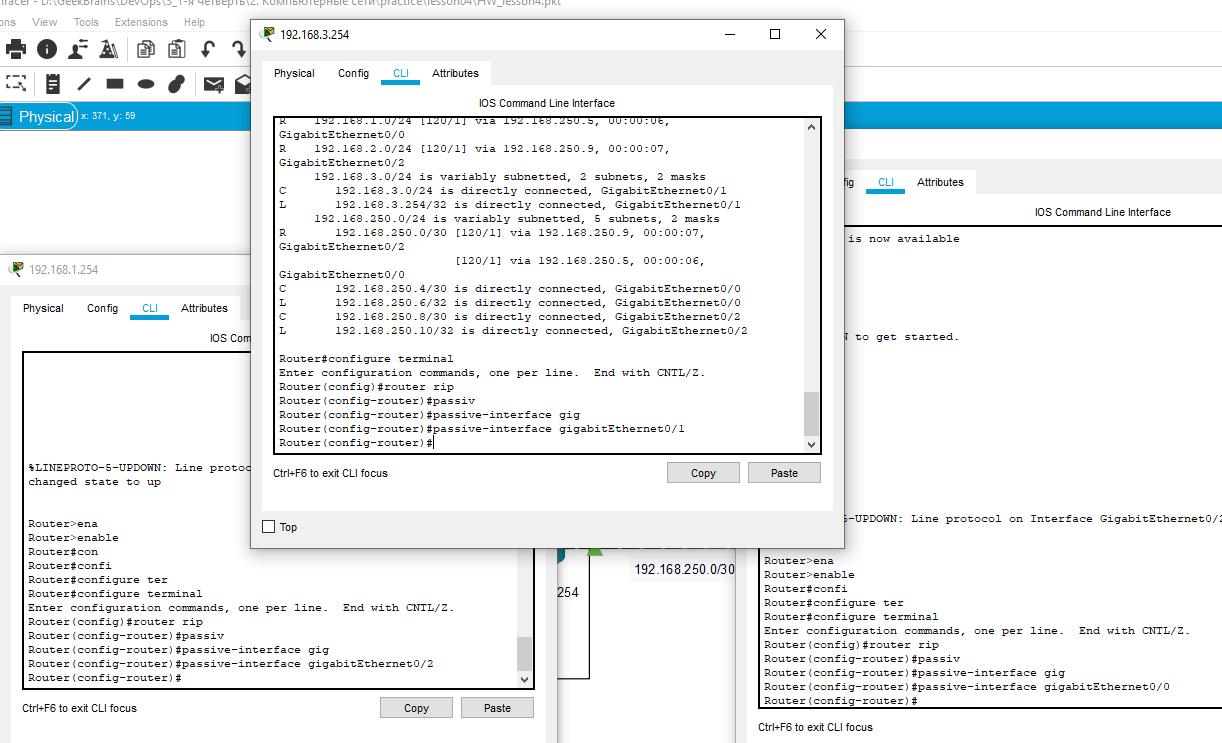 Tracer - D:\GeekBrains\DevOps\3_1-я четверть\2. Компьютерные сети\practice\lesson04\HW_lesson4.pkt
ons View Tools Extensions Help
Physical x: 371, y: 59
192.168.3.254
Physical Config CLI Attributes
IOS Command Line Interface
R 192.168.1.0/24 [120/1] via 192.168.250.5, 00:00:06,
GigabitEthernet0/0
R 192.168.2.0/24 [120/1] via 192.168.250.9, 00:00:07,
GigabitEthernet0/2
192.168.3.0/24 is variably subnetted, 2 subnets, 2 masks
C 192.168.3.0/24 is directly connected, GigabitEthernet0/1
L 192.168.3.254/32 is directly connected, GigabitEthernet0/1
192.168.250.0/24 is variably subnetted, 5 subnets, 2 masks
R 192.168.250.0/30 [120/1] via 192.168.250.9, 00:00:07,
GigabitEthernet0/2
[120/1] via 192.168.250.5, 00:00:06,
GigabitEthernet0/0
C 192.168.250.4/30 is directly connected, GigabitEthernet0/0
L 192.168.250.6/32 is directly connected, GigabitEthernet0/0
C 192.168.250.8/30 is directly connected, GigabitEthernet0/2
L 192.168.250.10/32 is directly connected, GigabitEthernet0/2
Router#configure terminal
Enter configuration commands, one per line. End with CNTL/Z.
Router(config)#router rip
Router(config-router)#passiv
Router(config-router)#passive-interface gig
Router(config-router)#passive-interface gigabitEthernet0/1
Router(config-router)#
Ctrl+F6 to exit CLI focus
Copy Paste
Top
192.168.1.254
Physical Config CLI Attributes
IOS Com
%LINEPROTO-5-UPDOWN: Line protoc
changed state to up
Router>ena
Router>enable
Router#con
Router#confi
Router#configure ter
Router#configure terminal
Enter configuration commands, one per line. End with CNTL/Z.
Router(config)#router rip
Router(config-router)#passiv
Router(config-router)#passive-interface gig
Router(config-router)#passive-interface gigabitEthernet0/2
Router(config-router)#
Ctrl+F6 to exit CLI focus
Copy Paste
254
192.168.250.0/30
fig CLI Attributes
IOS Command Line Interface
is now available
N to get started.
5-UPDOWN: Line protocol on Interface GigabitEthernet0/2
Router>ena
Router>enable
Router#confi
Router#configure ter
Router#configure terminal
Enter configuration commands, one per line. End with CNTL/Z.
Router(config)#router rip
Router(config-router)#passiv
Router(config-router)#passive-interface gig
Router(config-router)#passive-interface gigabitEthernet0/0
Router(config-router)#
Ctrl+F6 to exit CLI focus